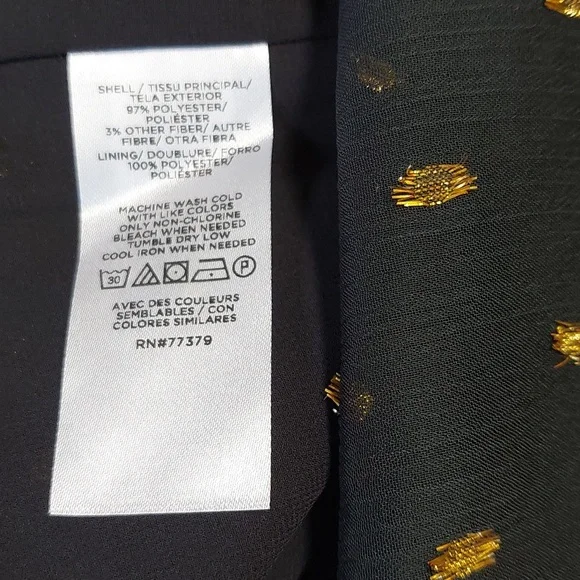 SHELL/ TISSU PRINCIPAL/
TELA EXTERIOR
97% POLYESTER/
POLIÉSTER
3% OTHER FIBER/ AUTRE
FIBRE/ OTRA FIBRA
LINING/ DOUBLURE/ FORRO
100% POLYESTER/
POLIÉSTER
MACHINE WASH COLD
WITH LIKE COLORS
ONLY NON-CHLORINE
BLEACH WHEN NEEDED
TUMBLE DRY LOW
COOL IRON WHEN NEEDED
30 P
AVEC DES COULEURS
SEMBLABLES / CON
COLORES SIMILARES
RN#77379